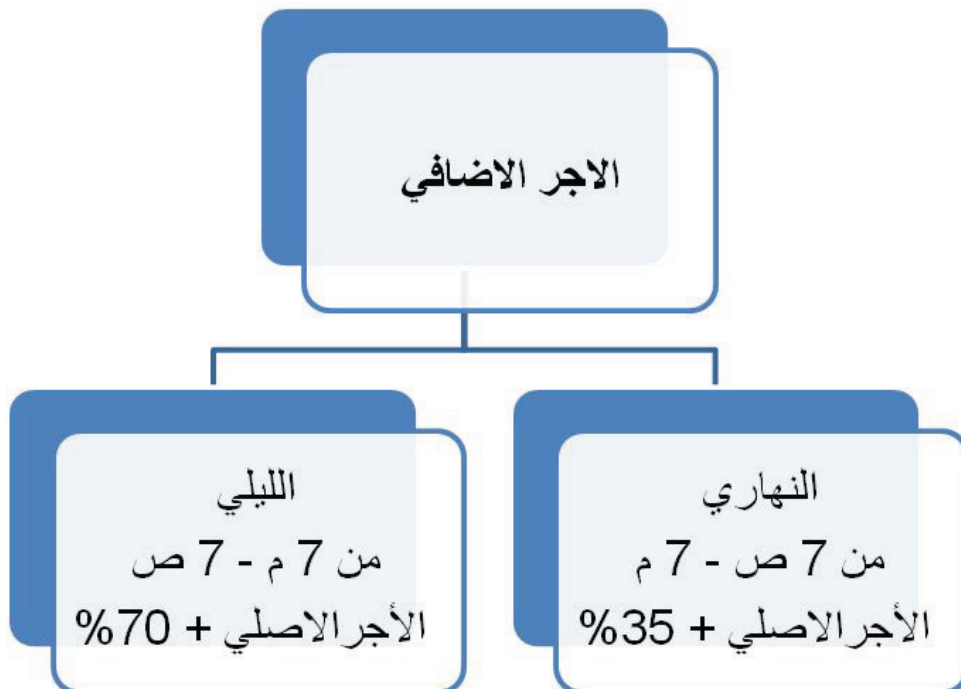 الاجر الاضافي
النهاري
من 7 ص - 7 م
الأجر الاصلي + 35%
الليلي
من 7 م - 7 ص
الأجر الاصلي + 70%